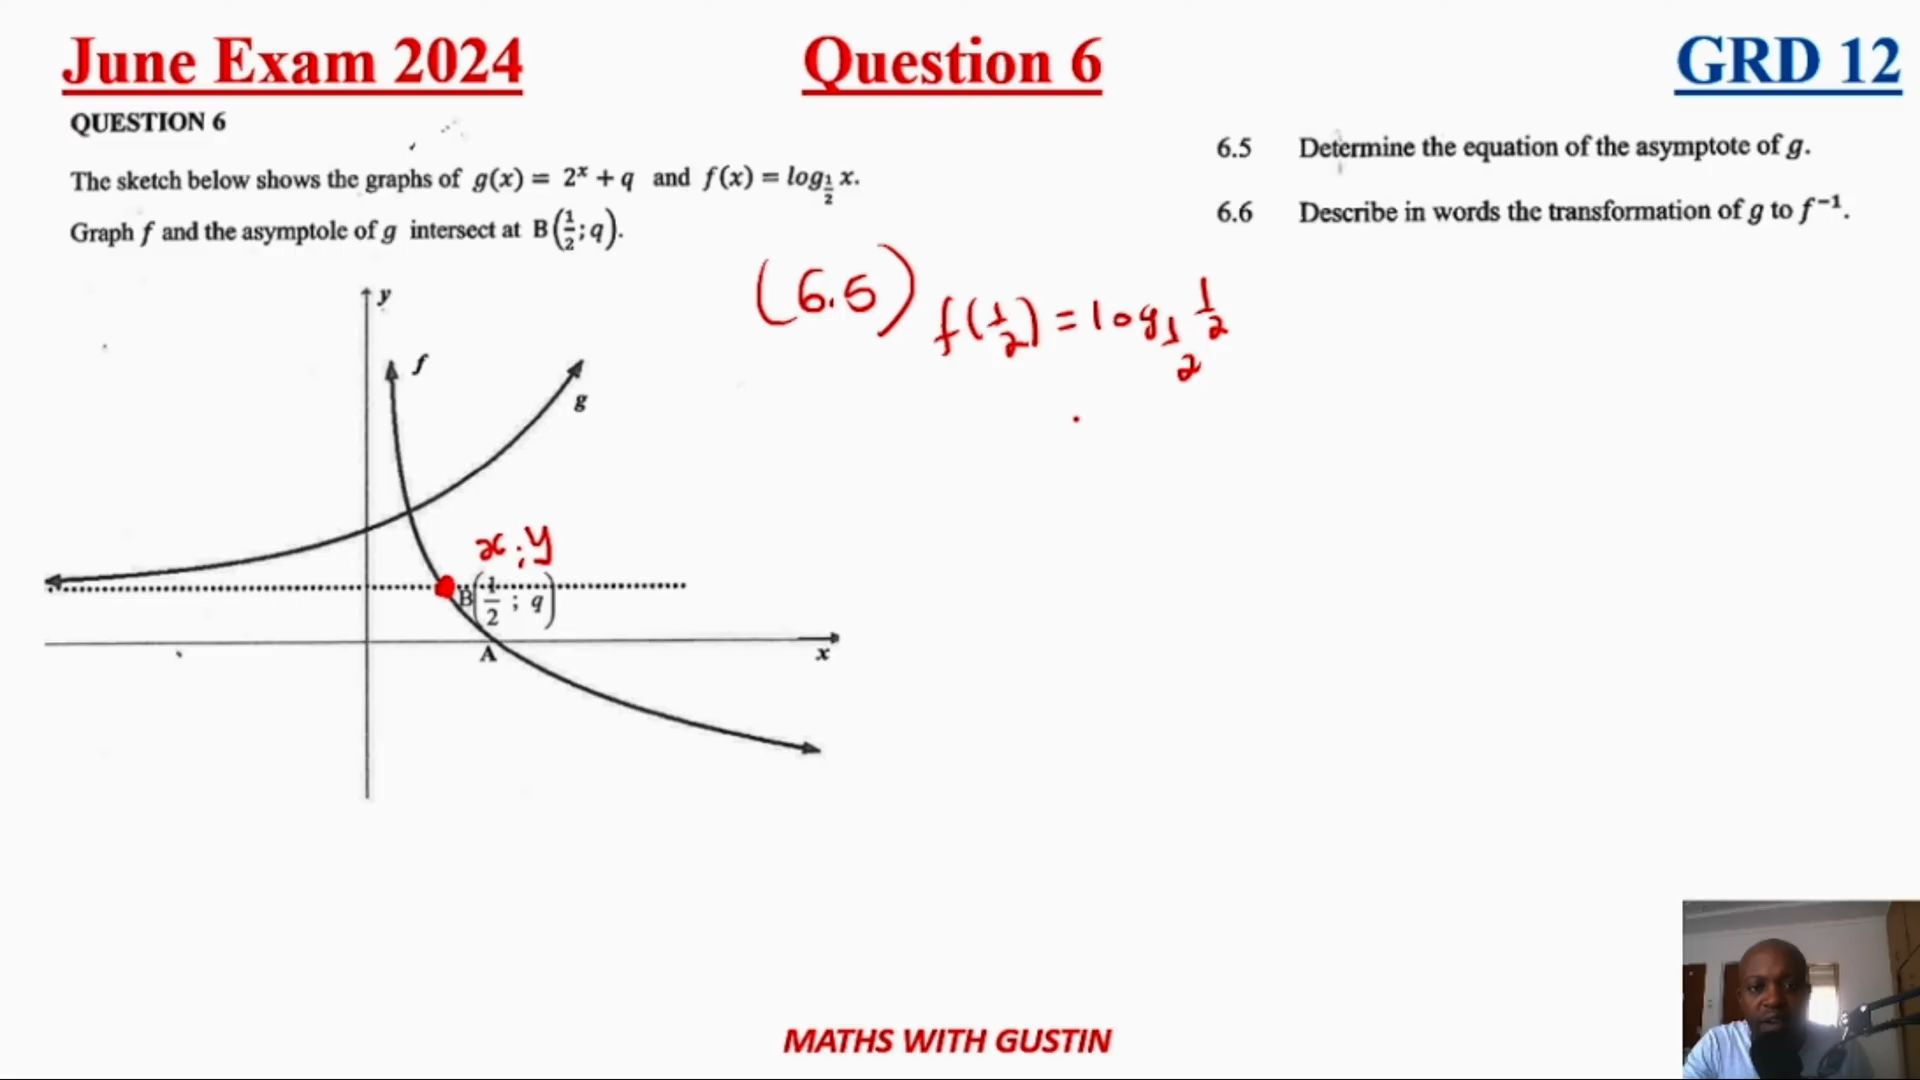 June Exam 2024
Question 6
GRD 12
QUESTION 6
The sketch below shows the graphs of g(x) = 2ˣ + q and f(x) = log_{1/2} x.
Graph f and the asymptole of g intersect at B(1/2; q).
6.5 Determine the equation of the asymptote of g.
6.6 Describe in words the transformation of g to f⁻¹.
(6.5) f(1/2) = log_{1/2} 1/2
y
f
g
x ; y
B(1/2 ; q)
A
x
MATHS WITH GUSTIN